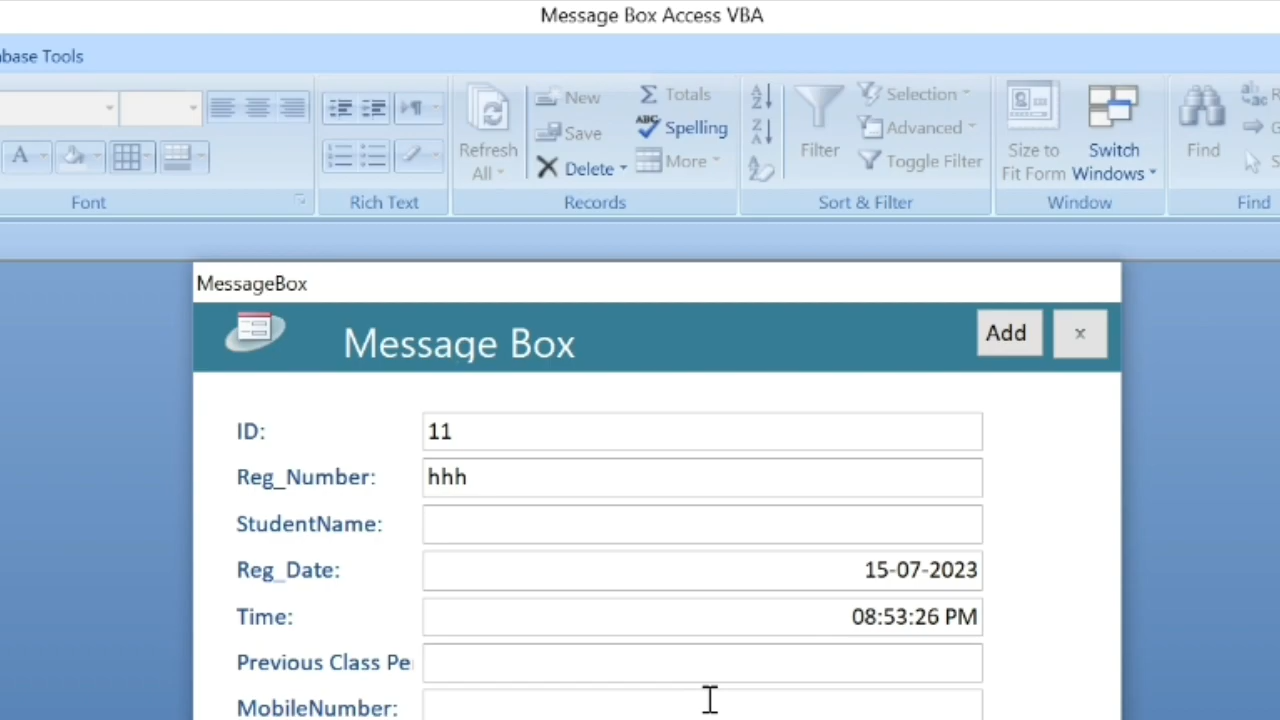 Message Box Access VBA
base Tools
New
Save
Delete
Totals
ABC Spelling
More
Refresh All
A Z
Z A
A Z
Filter
Selection
Advanced
Toggle Filter
Size to Fit Form
Switch Windows
Find
A
Font
Rich Text
Records
Sort & Filter
Window
Find
MessageBox
Message Box
Add
×
ID: 11
Reg_Number: hhh
StudentName:
Reg_Date: 15-07-2023
Time: 08:53:26 PM
Previous Class Pe
MobileNumber: